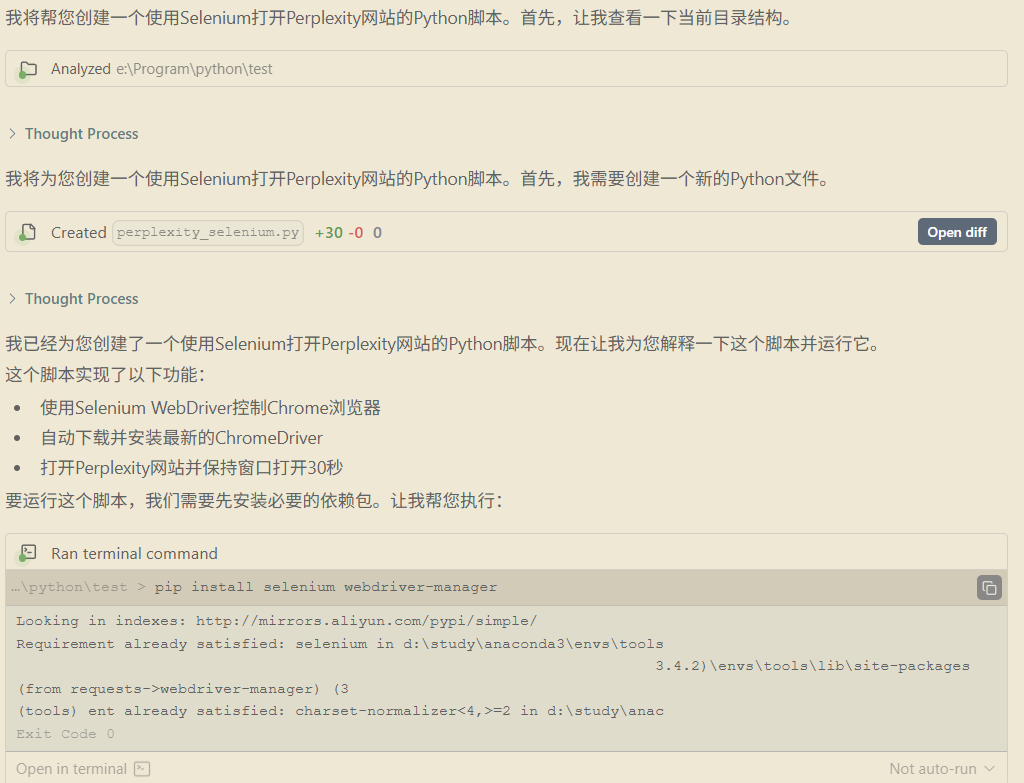 我将帮您创建一个使用Selenium打开Perplexity网站的Python脚本。首先，让我查看一下当前目录结构。
Analyzed e:\Program\python\test
Thought Process
我将为您创建一个使用Selenium打开Perplexity网站的Python脚本。首先，我需要创建一个新的Python文件。
Created perplexity_selenium.py +30 -0 0 Open diff
Thought Process
我已经为您创建了一个使用Selenium打开Perplexity网站的Python脚本。现在让我为您解释一下这个脚本并运行它。
这个脚本实现了以下功能：
• 使用Selenium WebDriver控制Chrome浏览器
• 自动下载并安装最新的ChromeDriver
• 打开Perplexity网站并保持窗口打开30秒
要运行这个脚本，我们需要先安装必要的依赖包。让我帮您执行：
Ran terminal command
…\python\test > pip install selenium webdriver-manager
Looking in indexes: http://mirrors.aliyun.com/pypi/simple/
Requirement already satisfied: selenium in d:\study\anaconda3\envs\tools
3.4.2)\envs\tools\lib\site-packages
(from requests->webdriver-manager) (3
(tools) ent already satisfied: charset-normalizer<4,>=2 in d:\study\anac
Exit Code 0
Open in terminal Not auto-run